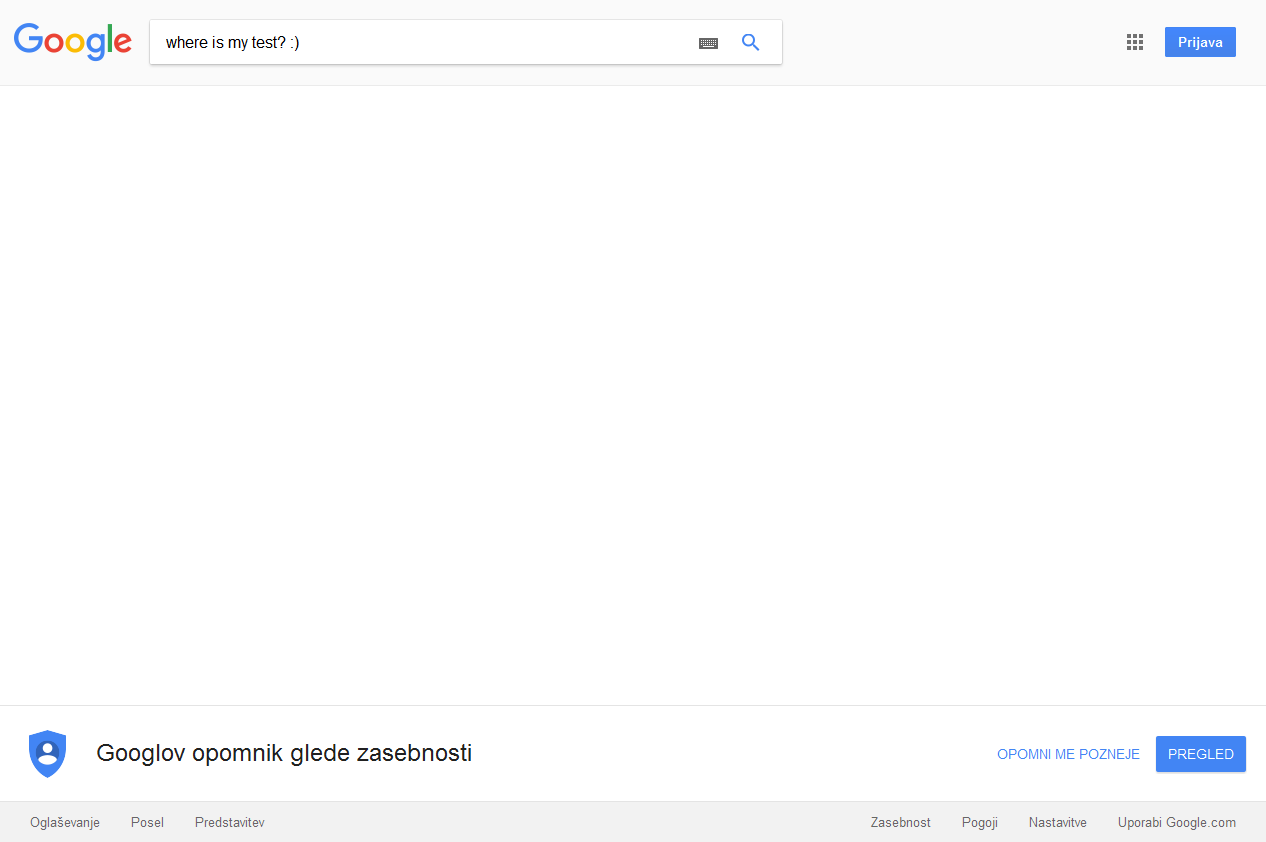 Google
where is my test? :)
Prijava
Googlov opomnik glede zasebnosti
OPOMNI ME POZNEJE
PREGLED
Oglaševanje Posel Predstavitev Zasebnost Pogoji Nastavitve Uporabi Google.com